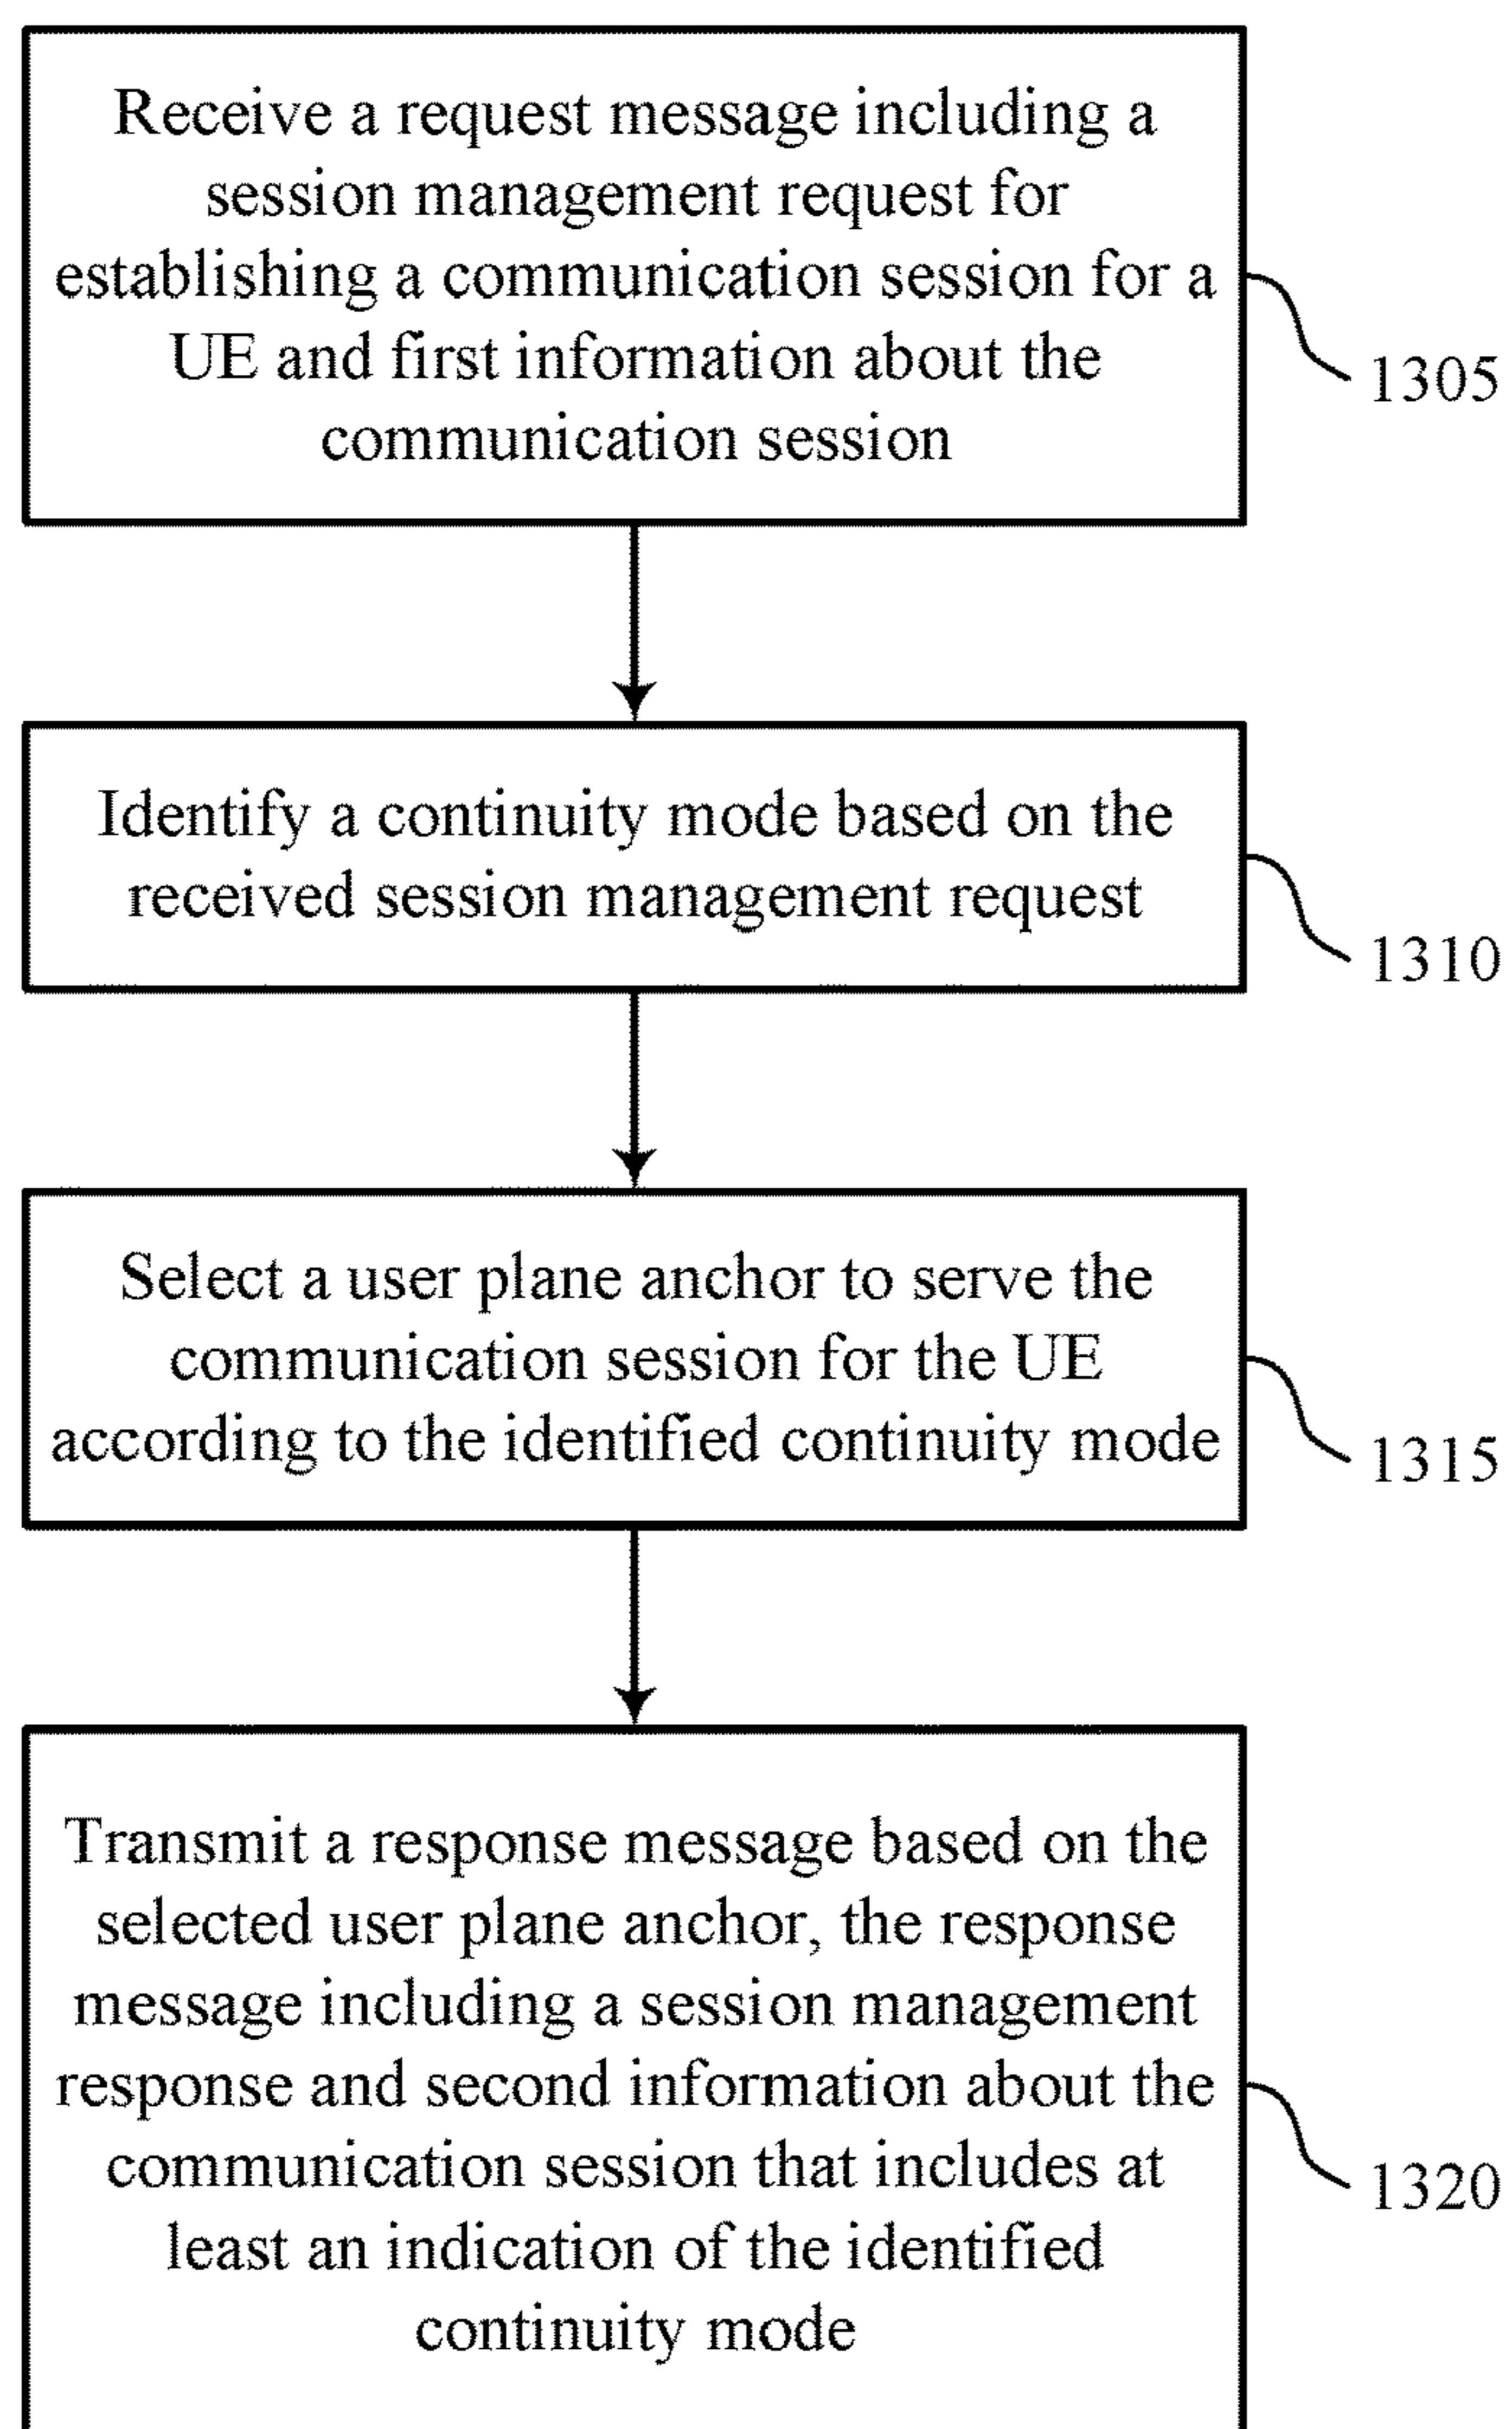 Receive a request message including a
session management request for
establishing a communication session for a
UE and first information about the
communication session
1305
Identify a continuity mode based on the
received session management request
1310
Select a user plane anchor to serve the
communication session for the UE
according to the identified continuity mode
1315
Transmit a response message based on the
selected user plane anchor, the response
message including a session management
response and second information about the
communication session that includes at
least an indication of the identified
continuity mode
1320